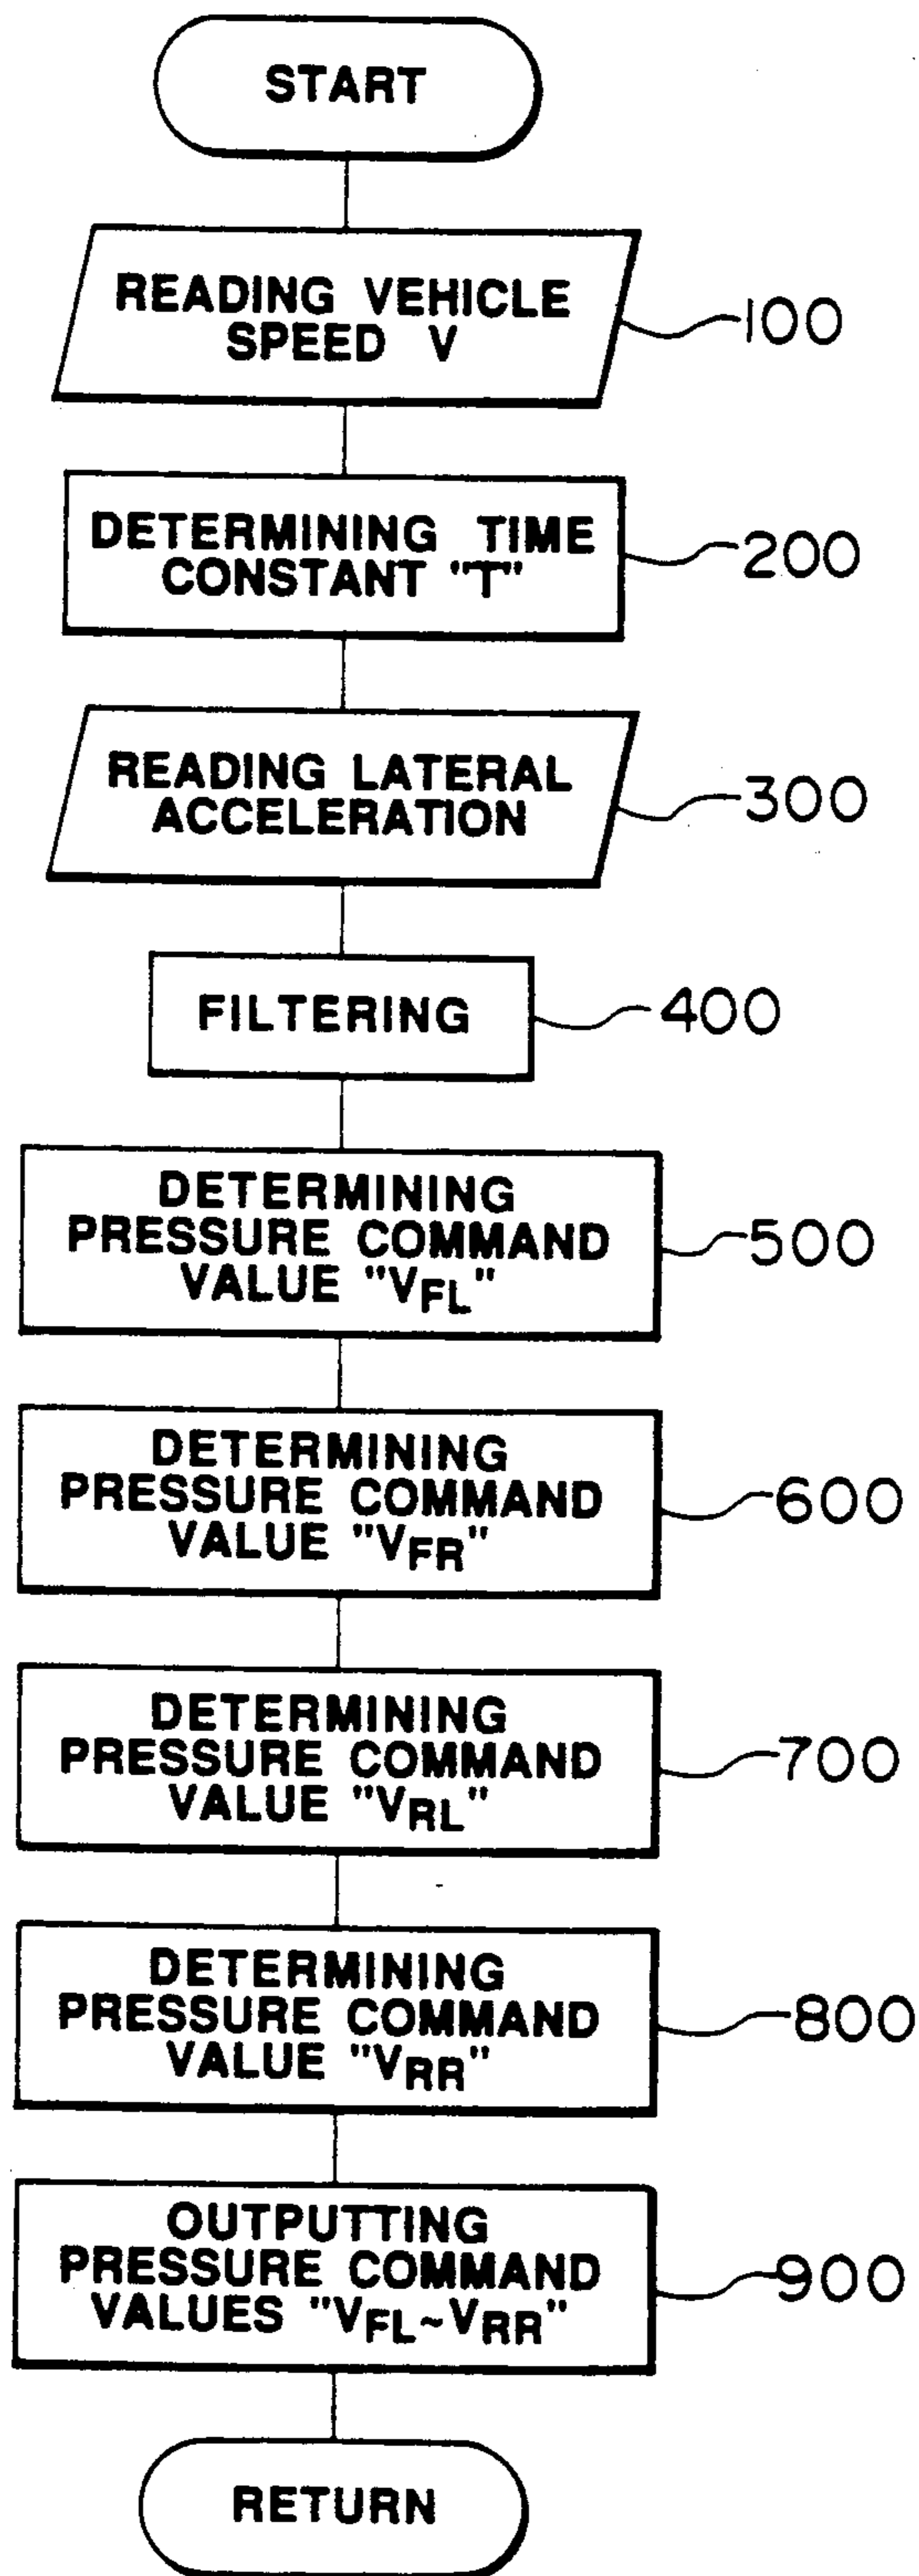 START
READING VEHICLE
SPEED V
100
DETERMINING TIME
CONSTANT "T"
200
READING LATERAL
ACCELERATION
300
FILTERING
400
DETERMINING
PRESSURE COMMAND
VALUE "VFL"
500
DETERMINING
PRESSURE COMMAND
VALUE "VFR"
600
DETERMINING
PRESSURE COMMAND
VALUE "VRL"
700
DETERMINING
PRESSURE COMMAND
VALUE "VRR"
800
OUTPUTTING
PRESSURE COMMAND
VALUES "VFL~VRR"
900
RETURN